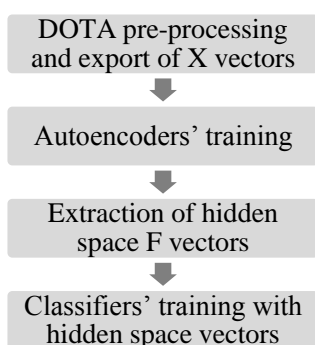 DOTA pre-processing
and export of X vectors
Autoencoders’ training
Extraction of hidden
space F vectors
Classifiers’ training with
hidden space vectors